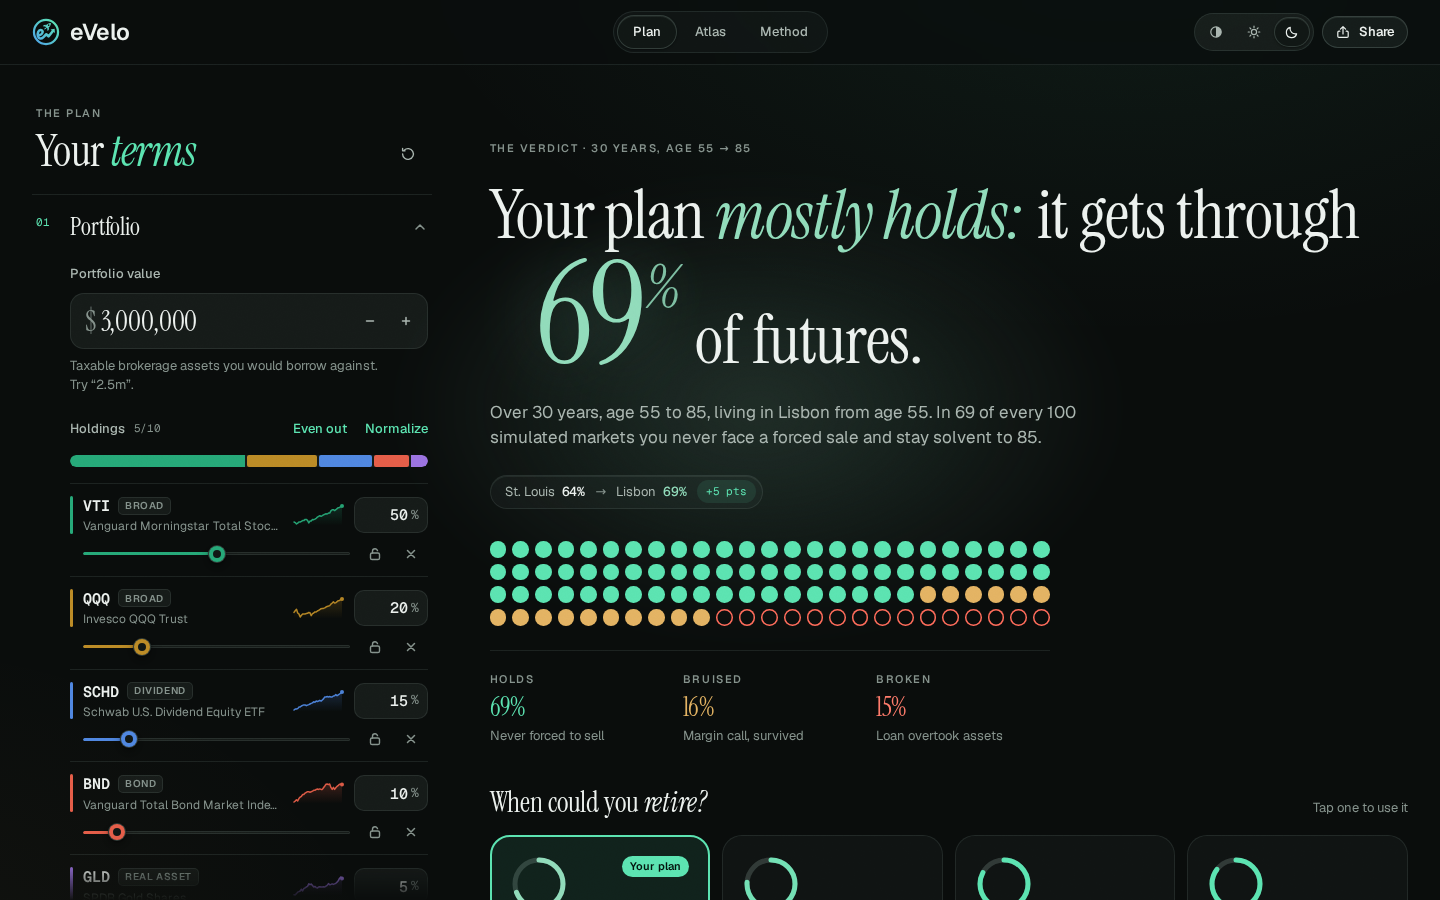 eVelo
Plan
Atlas
Method
Share
THE PLAN
Your terms
01
Portfolio
Portfolio value
$ 3,000,000
− +
Taxable brokerage assets you would borrow against.
Try “2.5m”.
Holdings 5/10
Even out
Normalize
VTI BROAD
Vanguard Morningstar Total Stoc…
50 %
QQQ BROAD
Invesco QQQ Trust
20 %
SCHD DIVIDEND
Schwab U.S. Dividend Equity ETF
15 %
BND BOND
Vanguard Total Bond Market Inde…
10 %
GLD REAL ASSET
5 %
THE VERDICT · 30 YEARS, AGE 55 → 85
Your plan mostly holds: it gets through
69% of futures.
Over 30 years, age 55 to 85, living in Lisbon from age 55. In 69 of every 100
simulated markets you never face a forced sale and stay solvent to 85.
St. Louis 64% → Lisbon 69% +5 pts
HOLDS
69%
Never forced to sell
BRUISED
16%
Margin call, survived
BROKEN
15%
Loan overtook assets
When could you retire?
Tap one to use it
Your plan